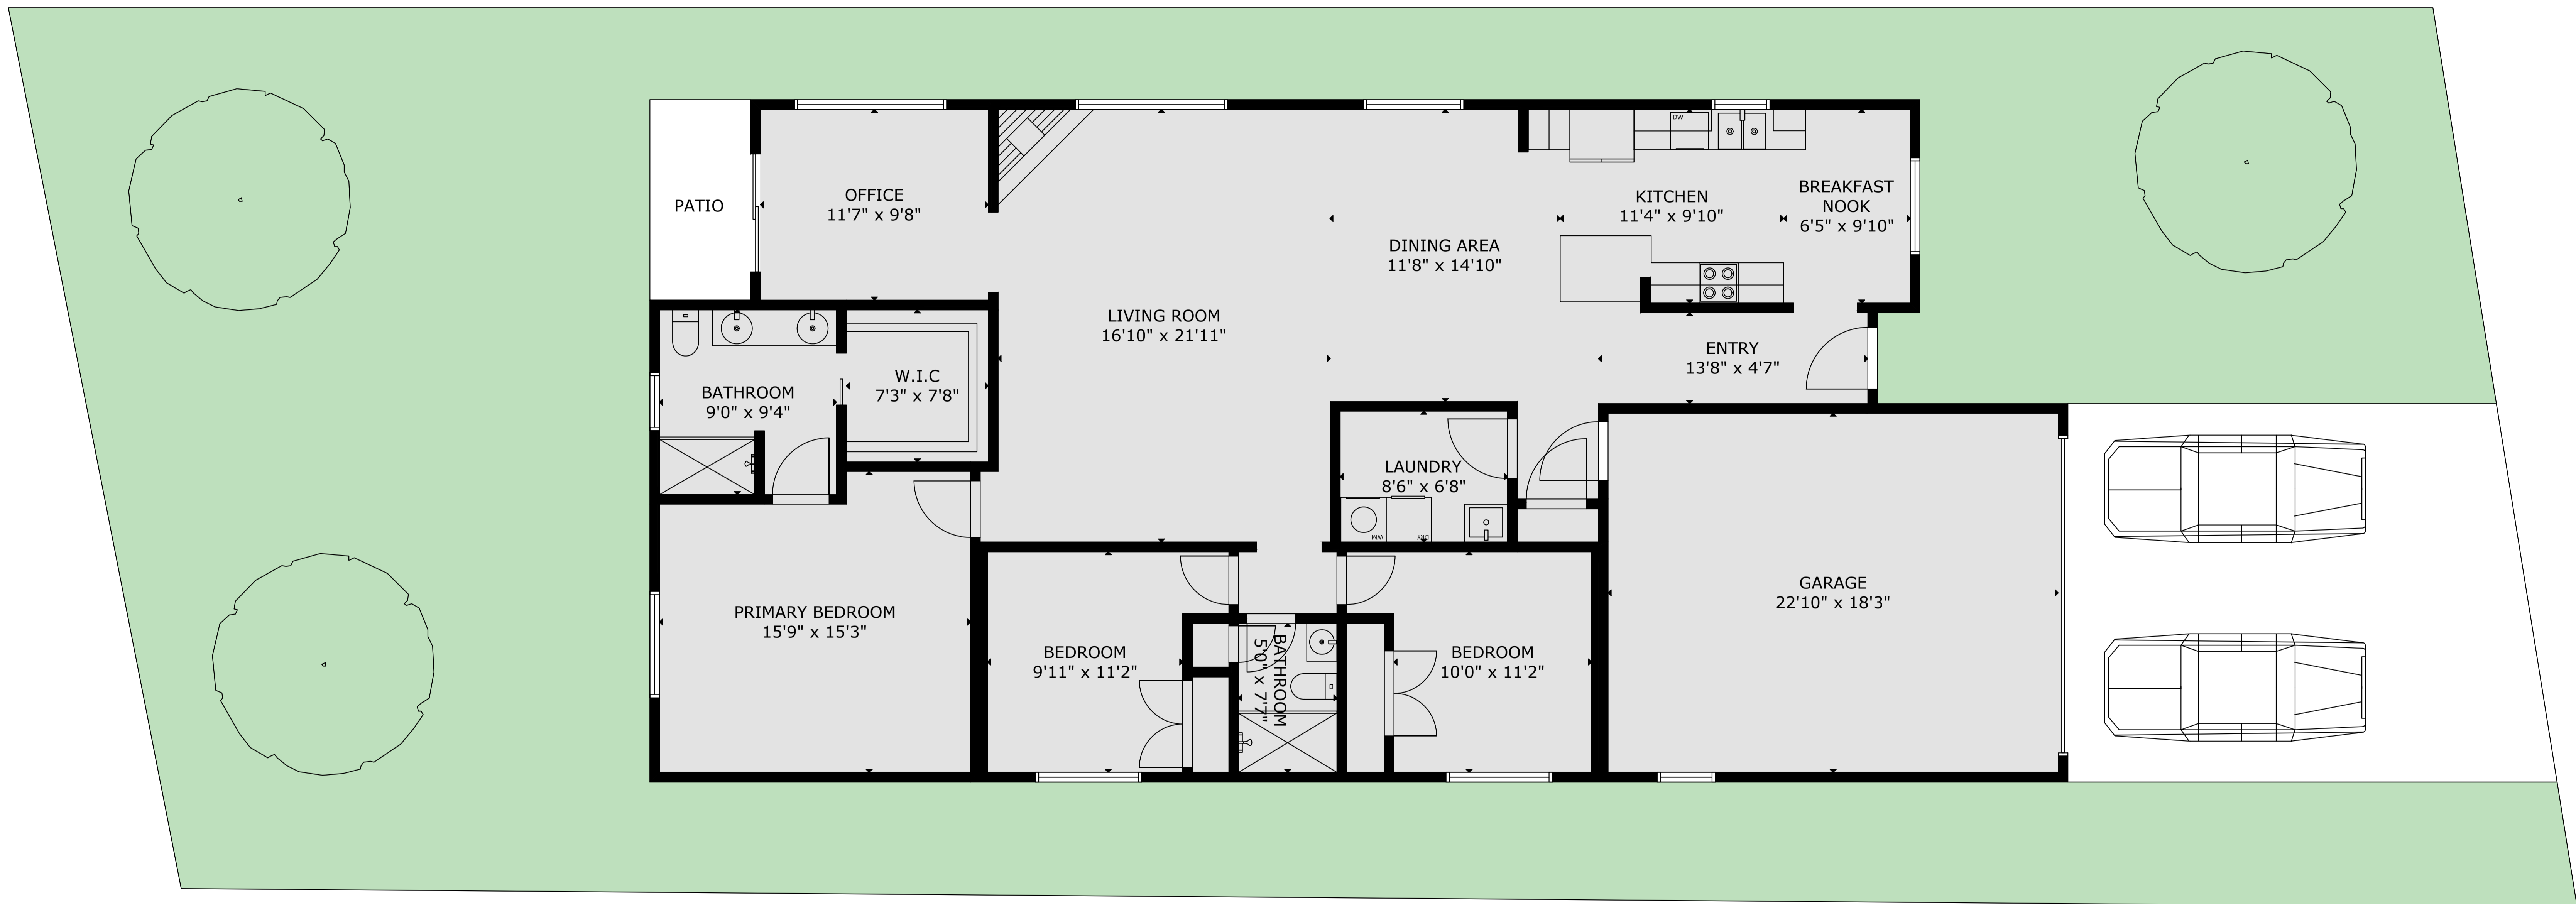 PATIO
OFFICE
11'7" x 9'8"
LIVING ROOM
16'10" x 21'11"
DINING AREA
11'8" x 14'10"
DW
KITCHEN
11'4" x 9'10"
BREAKFAST
NOOK
6'5" x 9'10"
ENTRY
13'8" x 4'7"
BATHROOM
9'0" x 9'4"
W.I.C
7'3" x 7'8"
LAUNDRY
8'6" x 6'8"
WM
DRY
PRIMARY BEDROOM
15'9" x 15'3"
BEDROOM
9'11" x 11'2"
BATHROOM
5'0" x 7'7"
BEDROOM
10'0" x 11'2"
GARAGE
22'10" x 18'3"